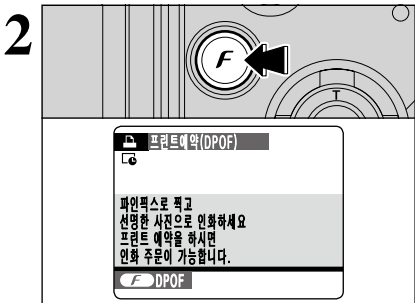 2
F
T
프린트예약(DPOF)
파인픽스로 찍고
선명한 사진으로 인화하세요
프린트 예약을 하시면
인화 주문이 가능합니다.
F DPOF